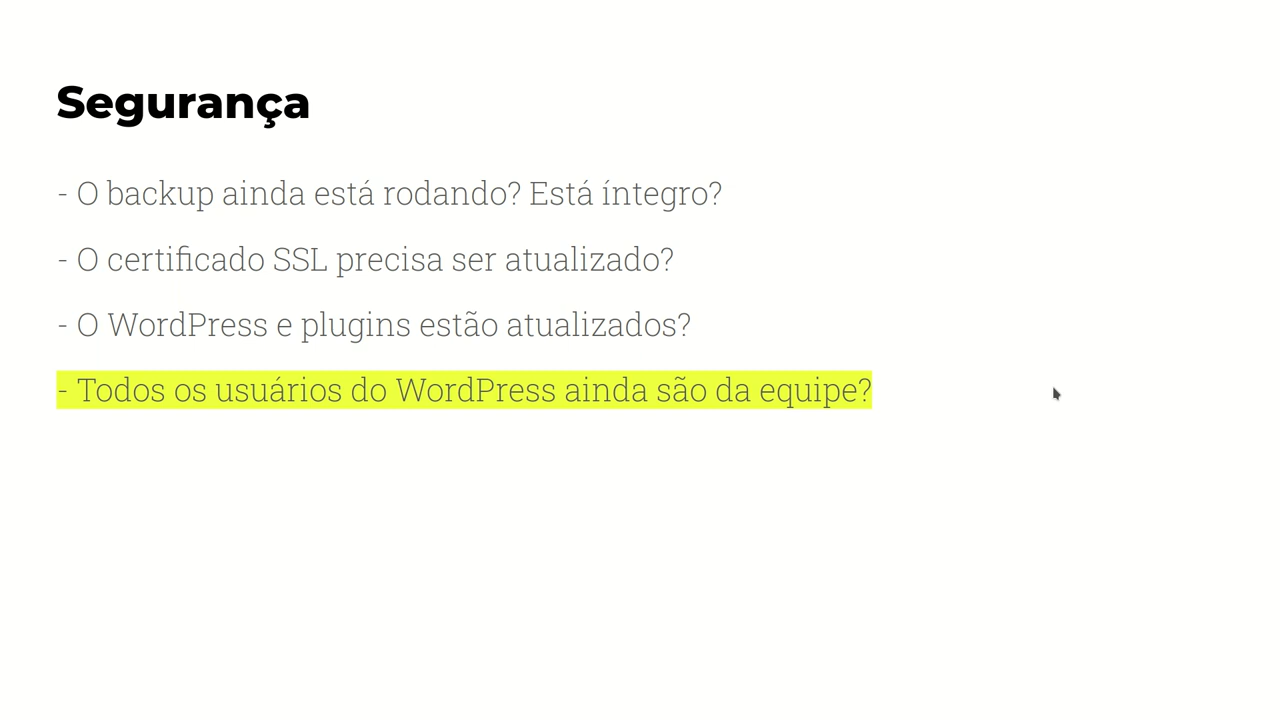 Segurança
- O backup ainda está rodando? Está íntegro?
- O certificado SSL precisa ser atualizado?
- O WordPress e plugins estão atualizados?
- Todos os usuários do WordPress ainda são da equipe?